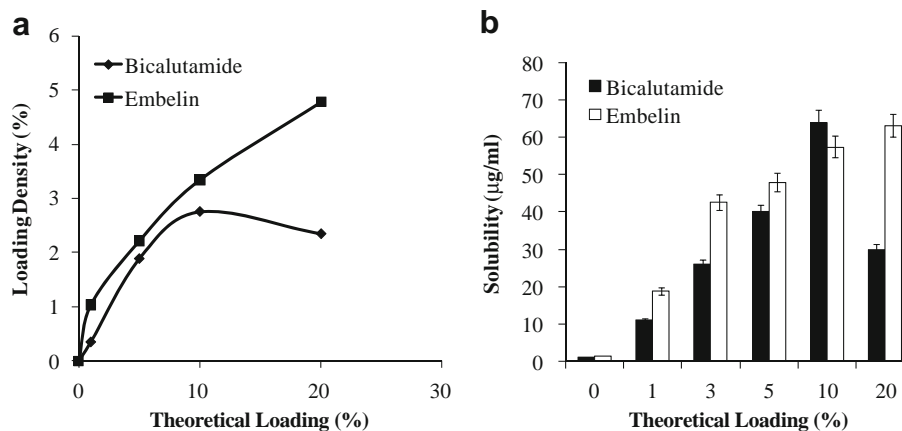 a
Loading Density (%)
6
5
4
3
2
1
0
Bicalutamide
Embelin
0 10 20 30
Theoretical Loading (%)
b
Solubility (µg/ml)
80
70
60
50
40
30
20
10
0
Bicalutamide
Embelin
0 1 3 5 10 20
Theoretical Loading (%)